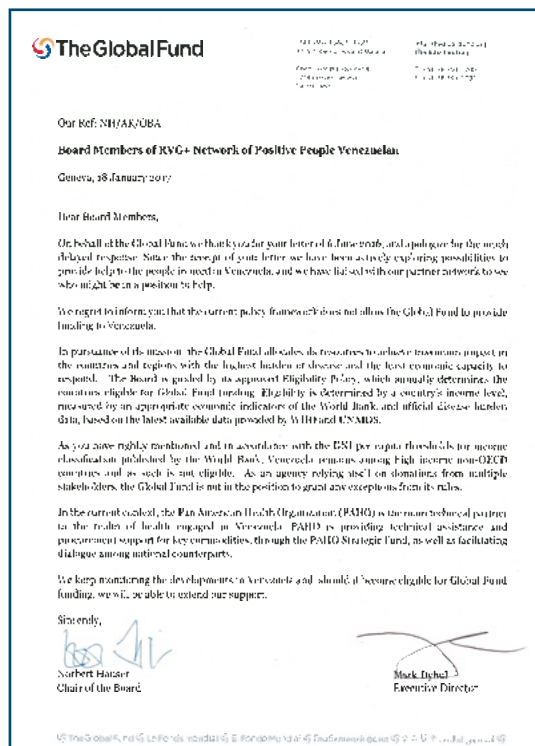 The Global Fund
Our Ref: NH/AK/OBA
Board Members of RVG+ Network of Positive People Venezuelan
Geneva, 18 January 2017
Dear Board Members,
On behalf of the Global Fund we thank you for your letter of 6 June 2016, and apologize for the much
delayed response. Since the receipt of your letter we have been actively exploring possibilities to
provide help to the people in need in Venezuela, and we have liaised with our partner network to see
who might be in a position to help.
We regret to inform you that the current policy framework does not allow the Global Fund to provide
funding to Venezuela.
In pursuance of its mission, the Global Fund allocates its resources to achieve maximum impact in
the countries and regions with the highest burden of disease and the least economic capacity to
respond. The Board is guided by its approved Eligibility Policy, which annually determines the
countries eligible for Global Fund funding. Eligibility is determined by a country's income level,
measured by an appropriate economic indicators of the World Bank, and official disease burden
data, based on the latest available data provided by WHO and UNAIDS.
As you have rightly mentioned and in accordance with the GNI per capita thresholds for income
classification published by the World Bank, Venezuela remains among high income non-OECD
countries and as such is not eligible. As an agency relying itself on donations from multiple
stakeholders, the Global Fund is not in the position to grant any exceptions from its rules.
In the current context, the Pan American Health Organization (PAHO) is the main technical partner
in the realm of health engaged in Venezuela. PAHO is providing technical assistance and
procurement support for key commodities, through the PAHO Strategic Fund, as well as facilitating
dialogue among national counterparts.
We keep monitoring the developments in Venezuela and should it become eligible for Global Fund
funding, we will be able to extend our support.
Sincerely,
Norbert Hauser
Chair of the Board
Mark Dybul
Executive Director
The Global Fund Le Fonds mondial El Fondo Mundial